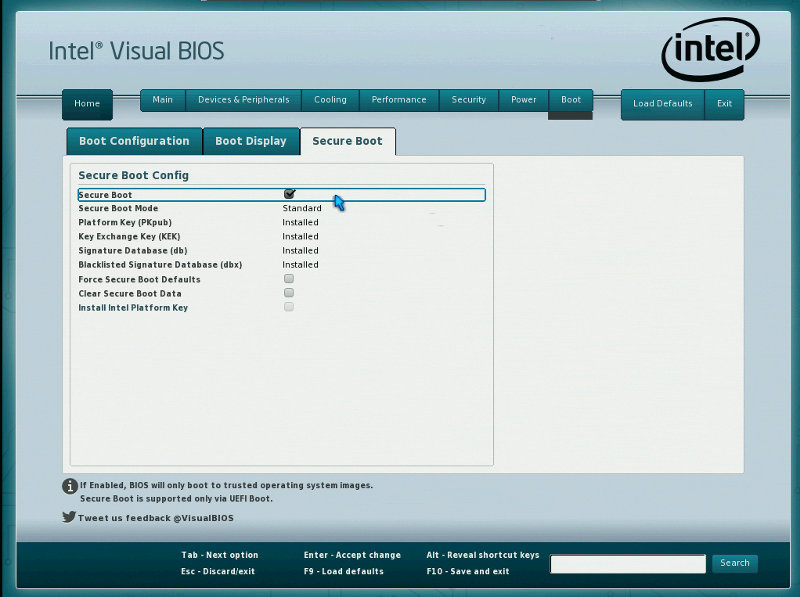 Intel® Visual BIOS
intel®
Home
Main Devices & Peripherals Cooling Performance Security Power Boot
Load Defaults Exit
Boot Configuration Boot Display Secure Boot
Secure Boot Config
Secure Boot
Secure Boot Mode Standard
Platform Key (PKpub) Installed
Key Exchange Key (KEK) Installed
Signature Database (db) Installed
Blacklisted Signature Database (dbx) Installed
Force Secure Boot Defaults
Clear Secure Boot Data
Install Intel Platform Key
If Enabled, BIOS will only boot to trusted operating system images.
Secure Boot is supported only via UEFI Boot.
Tweet us feedback @VisualBIOS
Tab - Next option Enter - Accept change Alt - Reveal shortcut keys
Esc - Discard/exit F9 - Load defaults F10 - Save and exit
Search